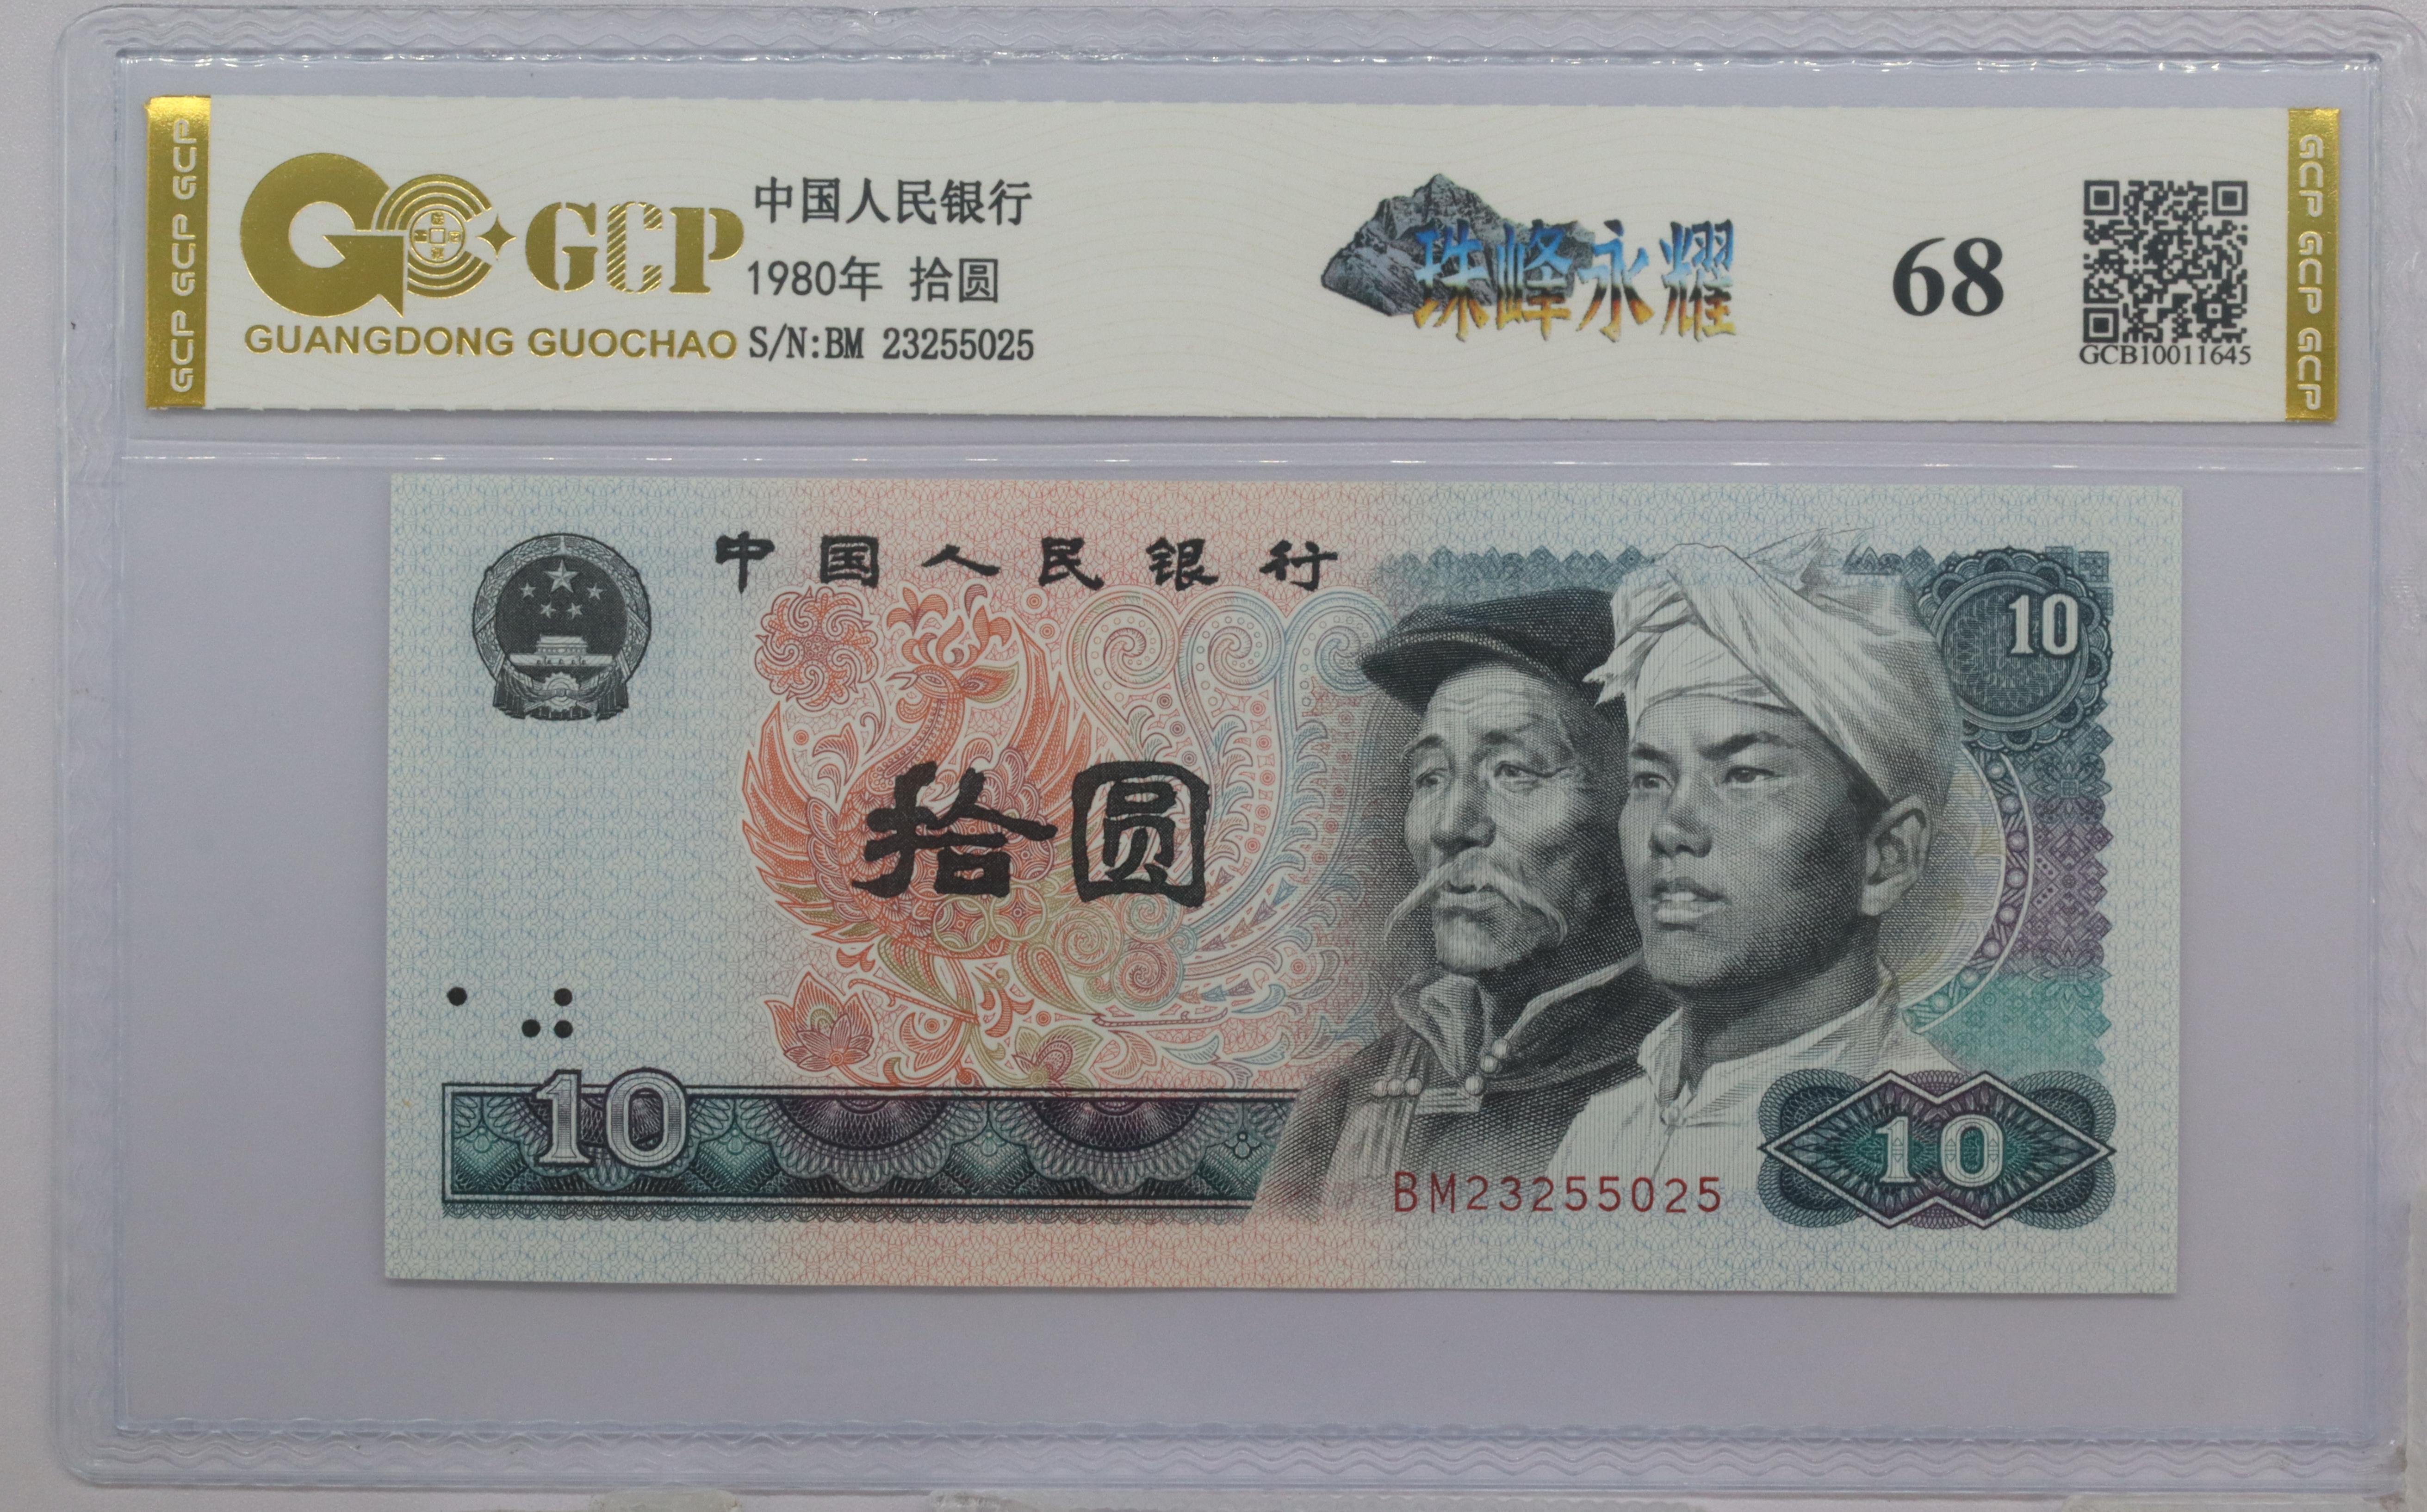 GCP GCP GCP
GCP
GUANGDONG GUOCHAO
中国人民银行
1980年 拾圆
S/N:BM 23255025
珠峰永耀
68
GCB10011645
GCP GCP GCP
中国人民银行
10
拾圆
10
BM23255025
10